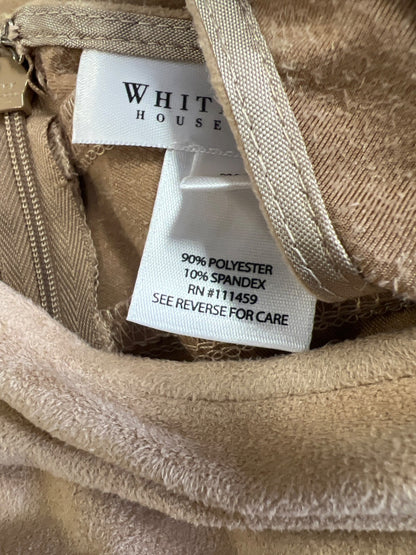 WHIT
HOUSE
90% POLYESTER
10% SPANDEX
RN #111459
SEE REVERSE FOR CARE